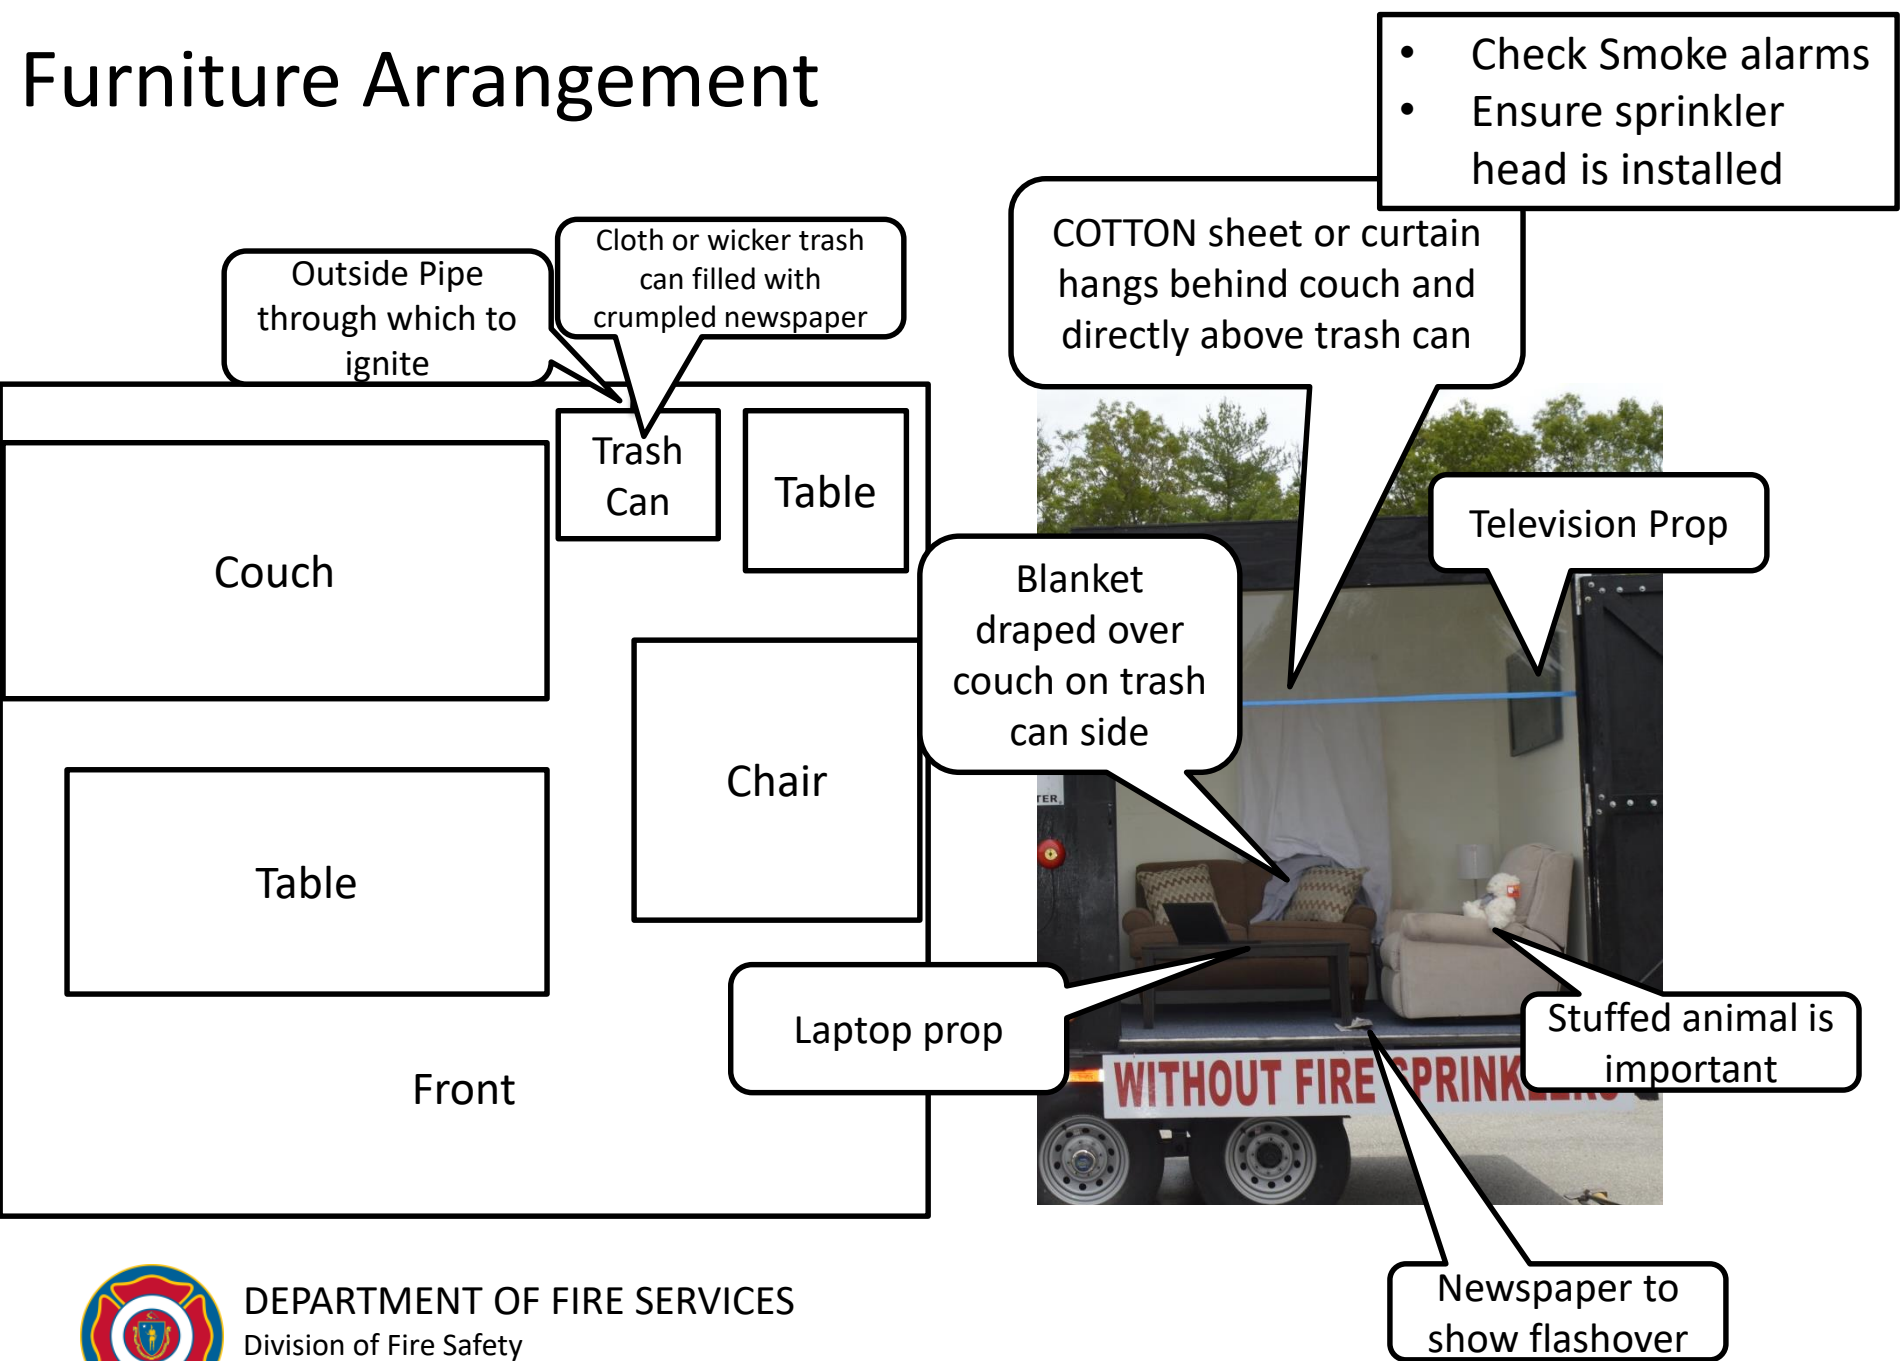 Furniture Arrangement
• Check Smoke alarms
• Ensure sprinkler
head is installed
Outside Pipe
through which to
ignite
Cloth or wicker trash
can filled with
crumpled newspaper
COTTON sheet or curtain
hangs behind couch and
directly above trash can
Trash
Can
Table
Couch
Television Prop
Blanket
draped over
couch on trash
can side
Chair
Table
Laptop prop
Stuffed animal is
important
Front
WITHOUT FIRE
Newspaper to
show flashover
DEPARTMENT OF FIRE SERVICES
Division of Fire Safety